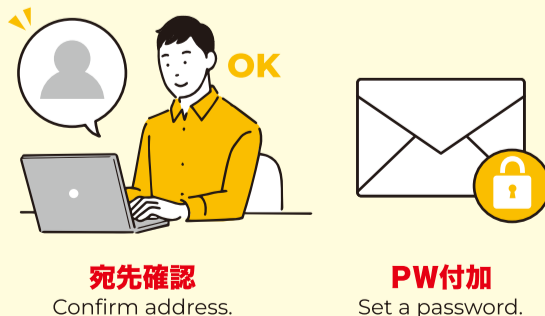 OK
宛先確認
Confirm address.
PW付加
Set a password.